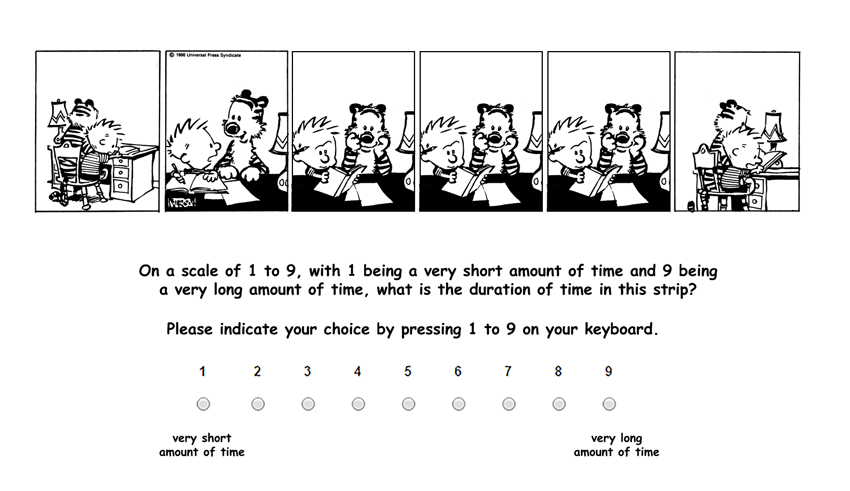 © 1986 Universal Press Syndicate
WATTERSON
On a scale of 1 to 9, with 1 being a very short amount of time and 9 being
a very long amount of time, what is the duration of time in this strip?
Please indicate your choice by pressing 1 to 9 on your keyboard.
1 2 3 4 5 6 7 8 9
very short
amount of time
very long
amount of time